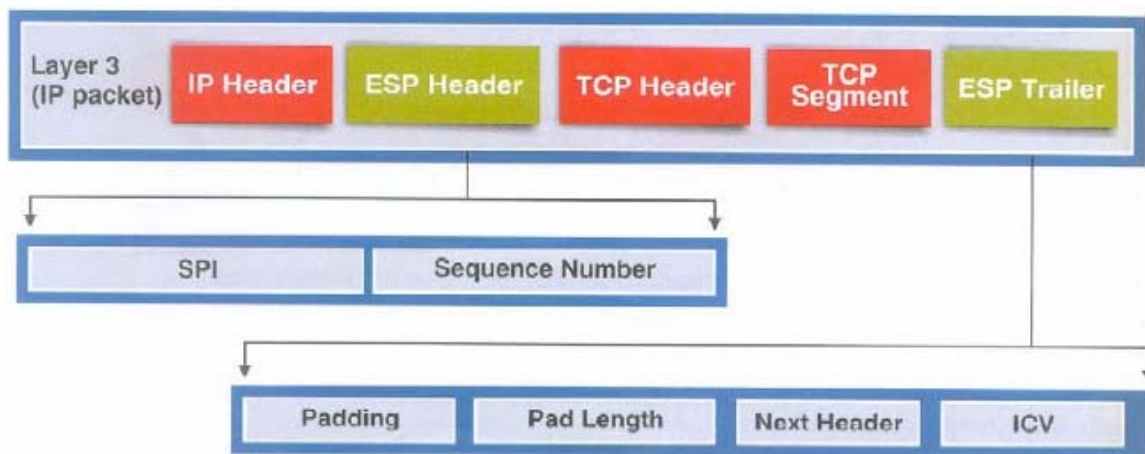 Layer 3
(IP packet)
IP Header
ESP Header
TCP Header
TCP
Segment
ESP Trailer
SPI
Sequence Number
Padding
Pad Length
Next Header
ICV